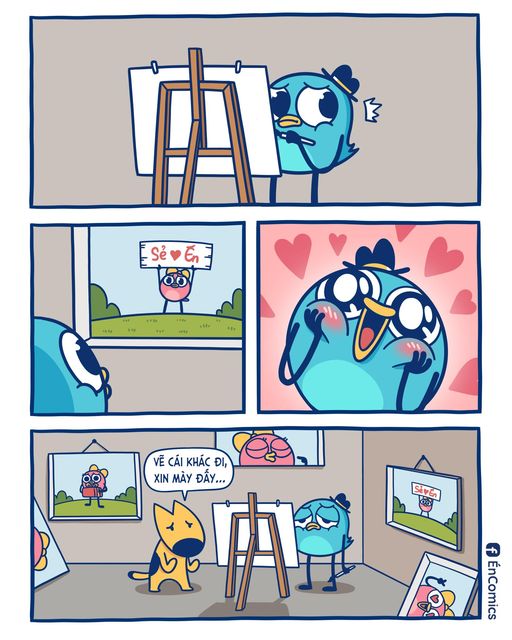 Sẻ ♥ Én
VẼ CÁI KHÁC ĐI,
XIN MÀY ĐẤY...
Sẻ ♥ Én
ÉnComics